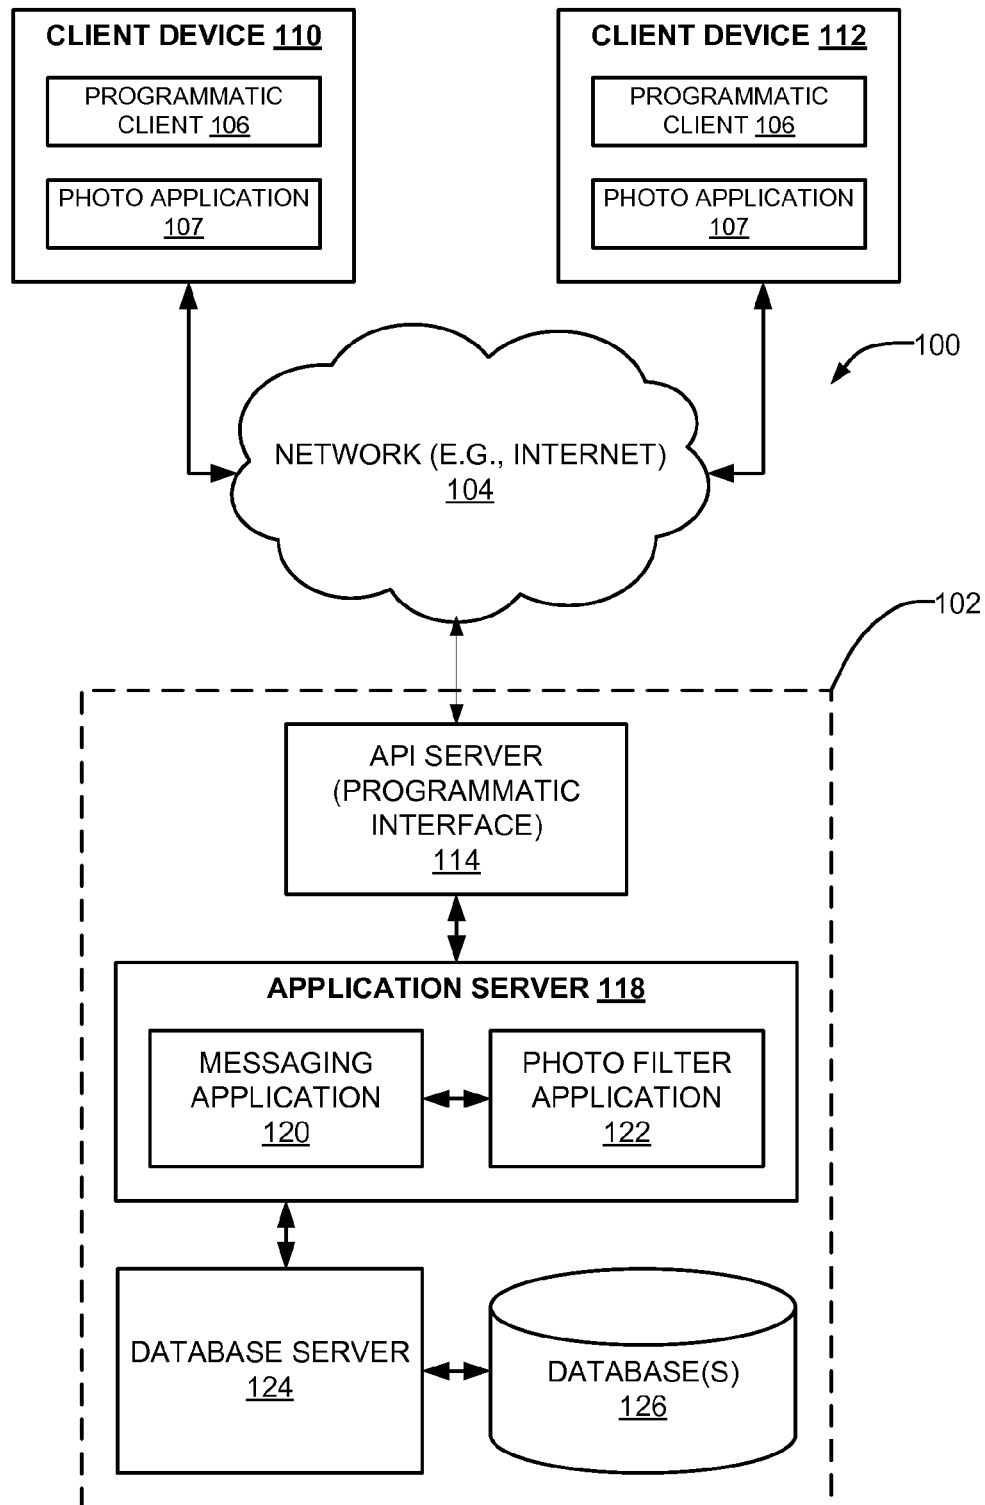 CLIENT DEVICE 110
PROGRAMMATIC
CLIENT 106
PHOTO APPLICATION
107
CLIENT DEVICE 112
PROGRAMMATIC
CLIENT 106
PHOTO APPLICATION
107
100
NETWORK (E.G., INTERNET)
104
102
API SERVER
(PROGRAMMATIC
INTERFACE)
114
APPLICATION SERVER 118
MESSAGING
APPLICATION
120
PHOTO FILTER
APPLICATION
122
DATABASE SERVER
124
DATABASE(S)
126